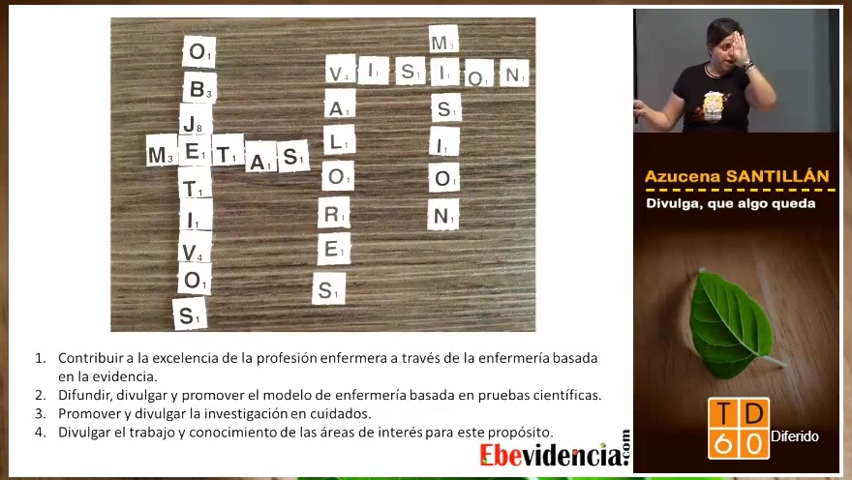 OBJETIVOS
METAS
VALORES
VISION
MISION
Azucena SANTILLÁN
Divulga, que algo queda
1. Contribuir a la excelencia de la profesión enfermera a través de la enfermería basada
en la evidencia.
2. Difundir, divulgar y promover el modelo de enfermería basada en pruebas científicas.
3. Promover y divulgar la investigación en cuidados.
4. Divulgar el trabajo y conocimiento de las áreas de interés para este propósito.
Ebevidencia.com
TD
60
Diferido